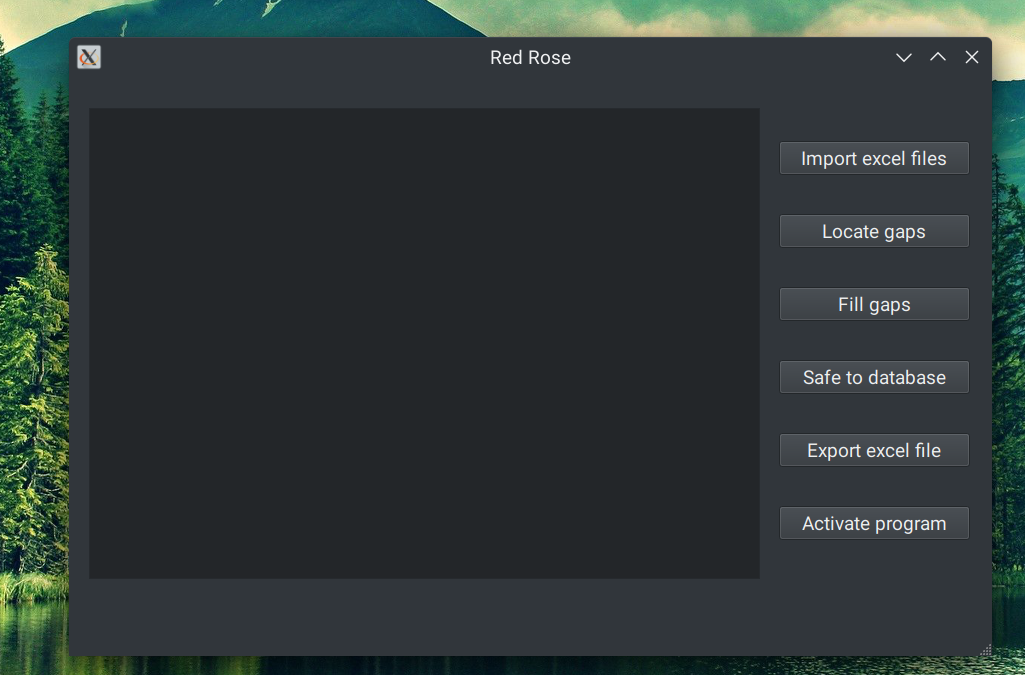 Red Rose
Import excel files
Locate gaps
Fill gaps
Safe to database
Export excel file
Activate program